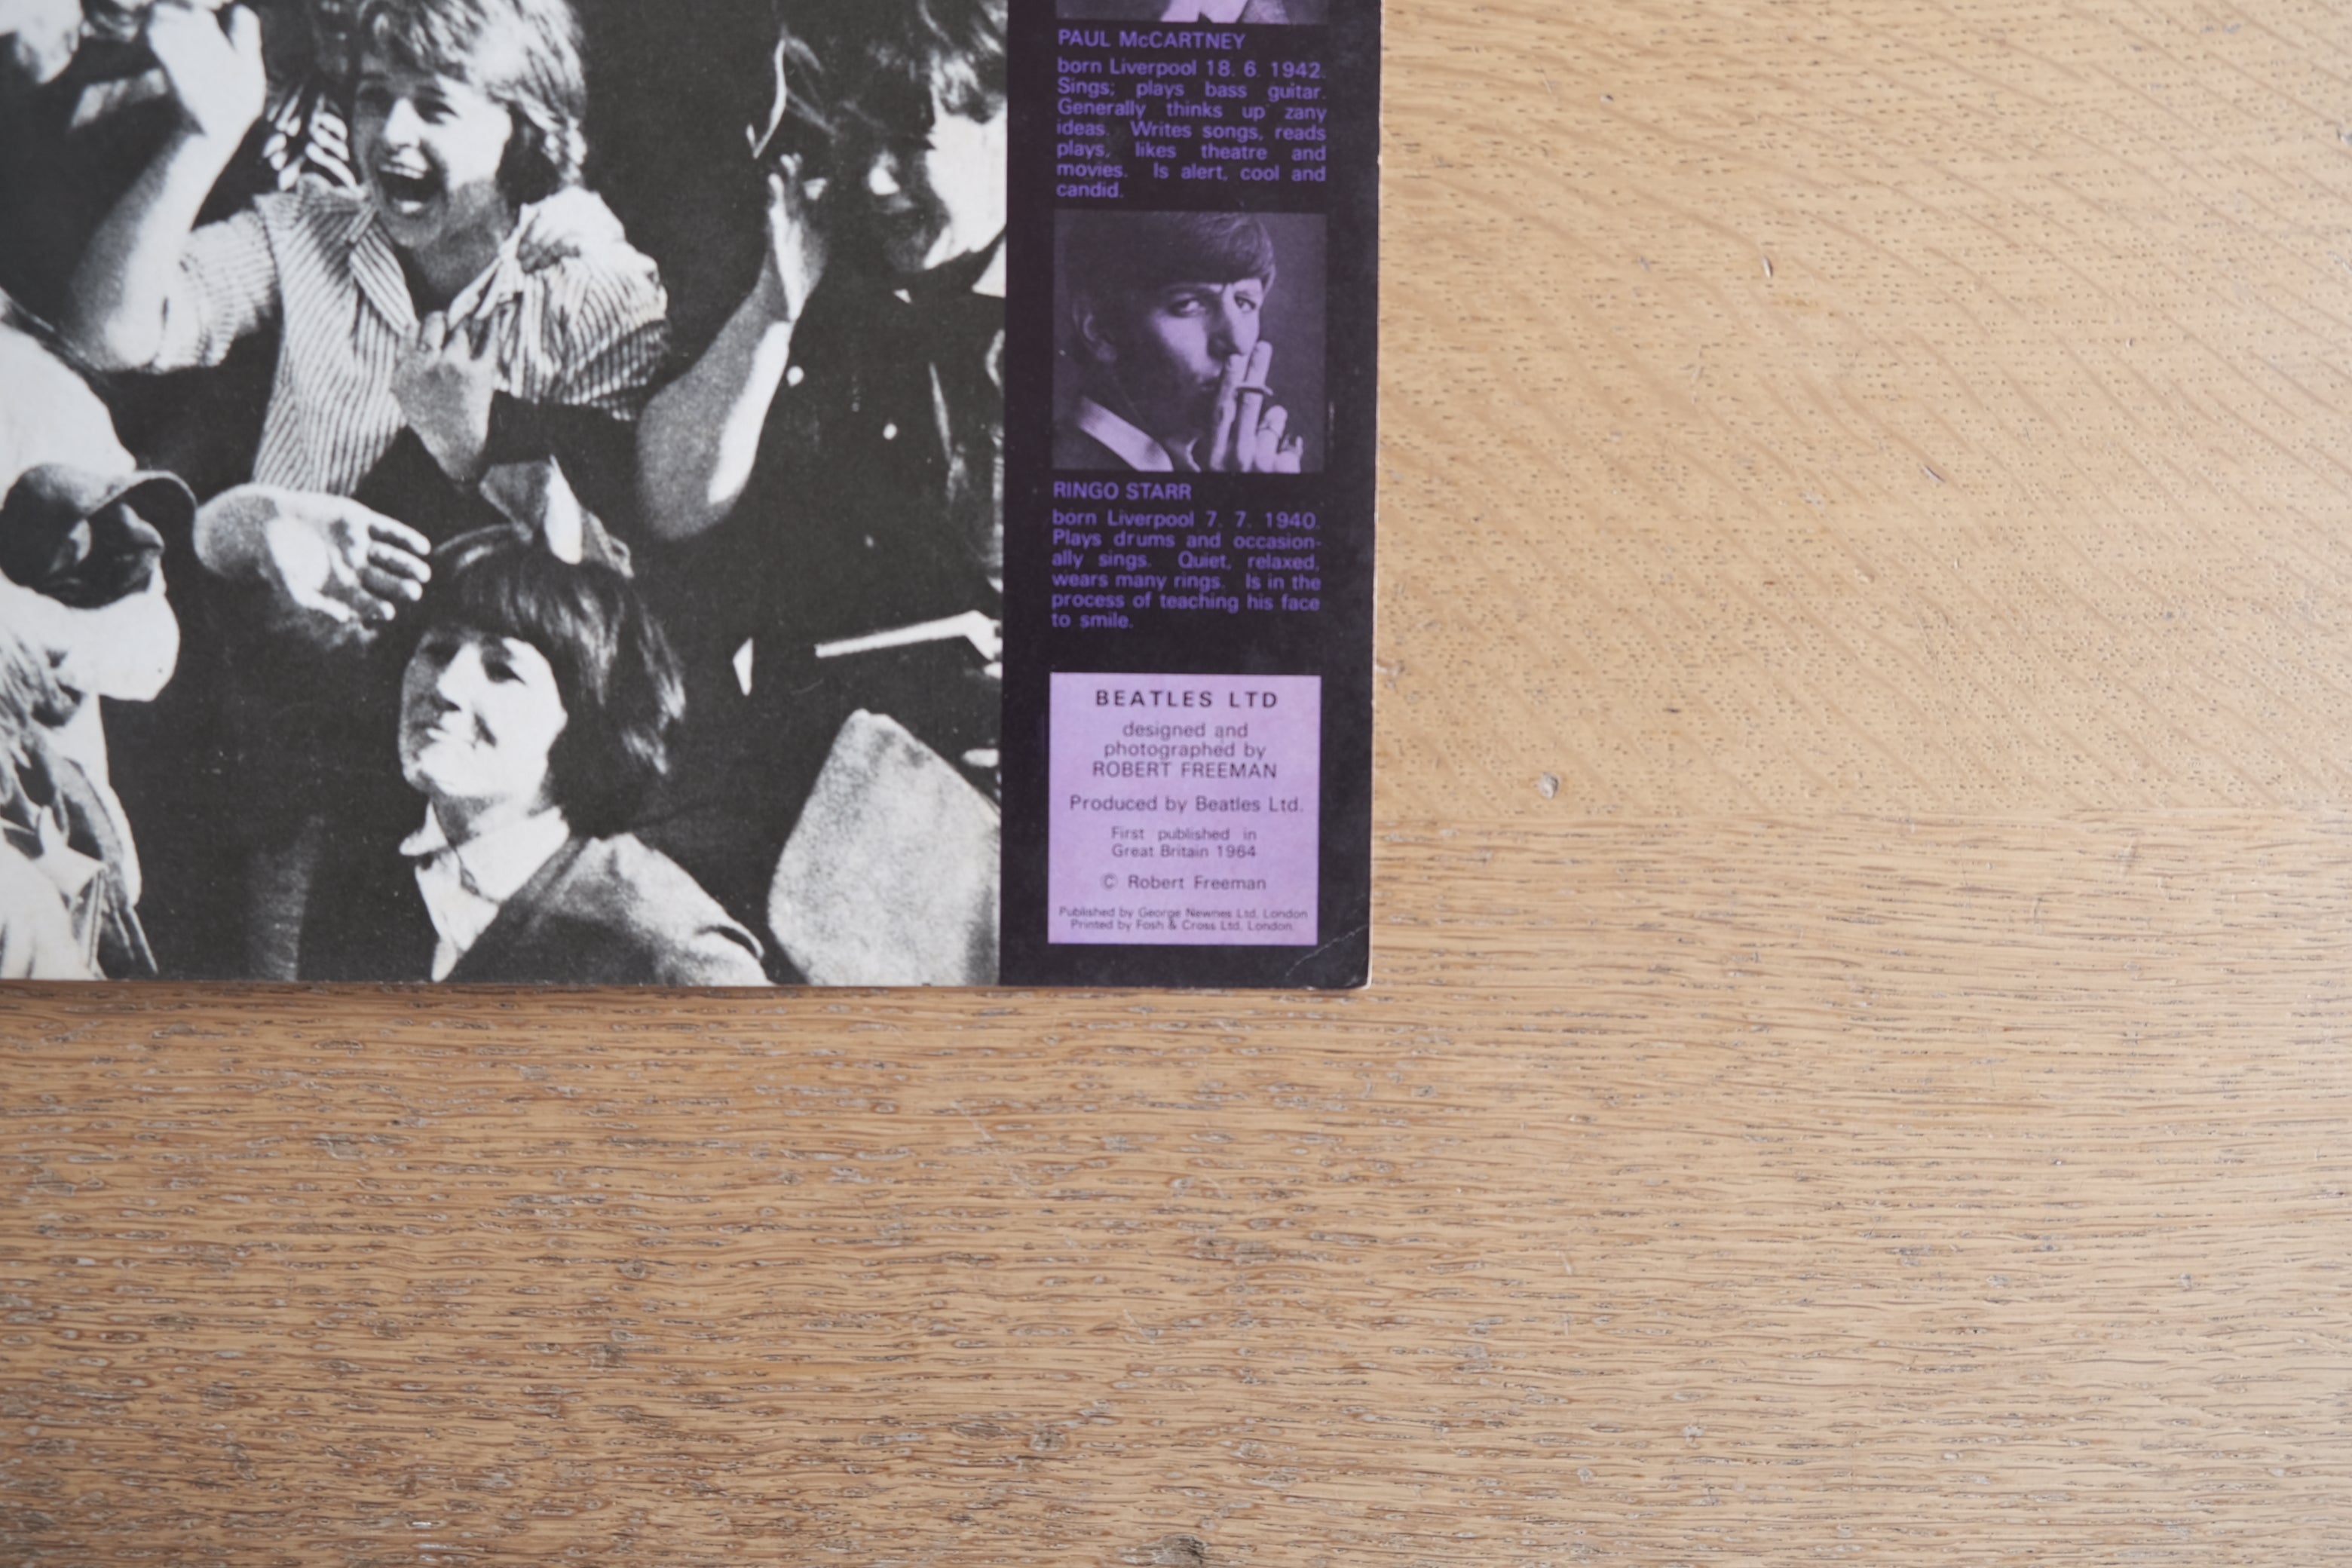 PAUL McCARTNEY
born Liverpool 18. 6. 1942.
Sings; plays bass guitar.
Generally thinks up zany
ideas. Writes songs, reads
plays, likes theatre and
movies. Is alert, cool and
candid.
RINGO STARR
born Liverpool 7. 7. 1940.
Plays drums and occasion-
ally sings. Quiet, relaxed,
wears many rings. Is in the
process of teaching his face
to smile.
BEATLES LTD
designed and
photographed by
ROBERT FREEMAN
Produced by Beatles Ltd.
First published in
Great Britain 1964
© Robert Freeman
Published by George Newnes Ltd. London
Printed by Fosh & Cross Ltd. London.